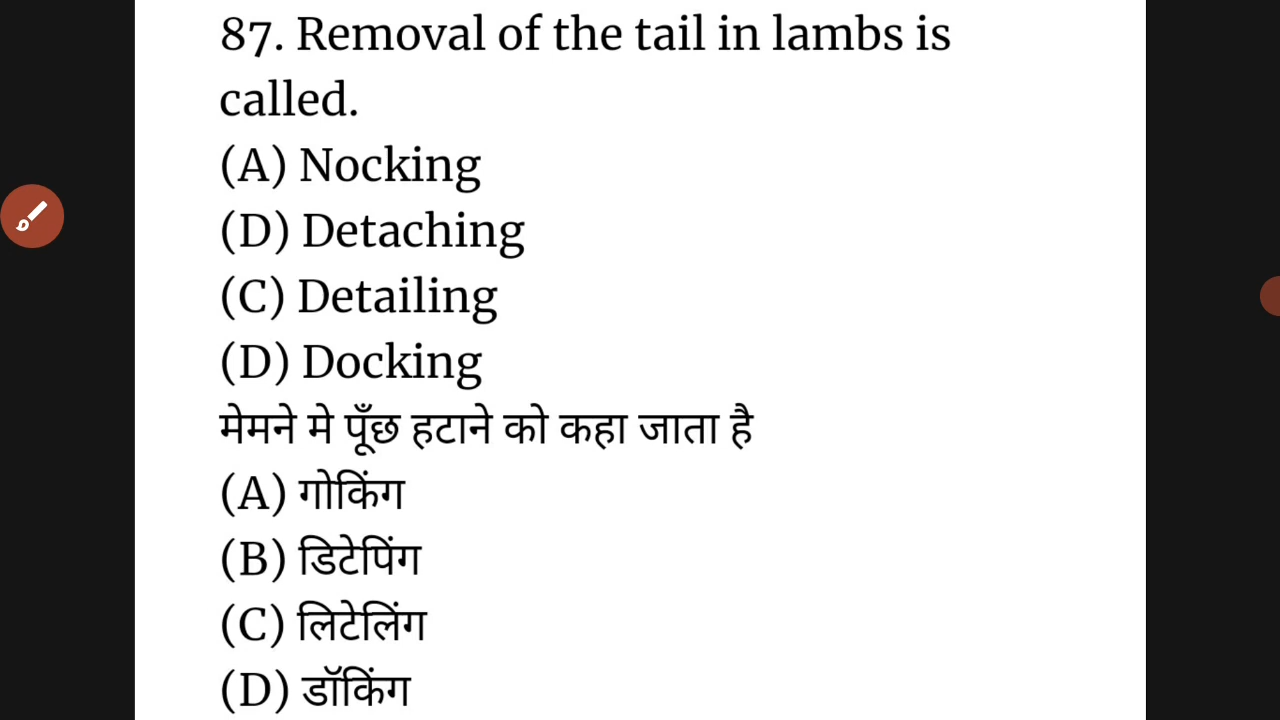 87. Removal of the tail in lambs is
called.
(A) Nocking
(D) Detaching
(C) Detailing
(D) Docking
मेमने मे पूँछ हटाने को कहा जाता है
(A) गोकिंग
(B) डिटेपिंग
(C) लिटेलिंग
(D) डॉकिंग